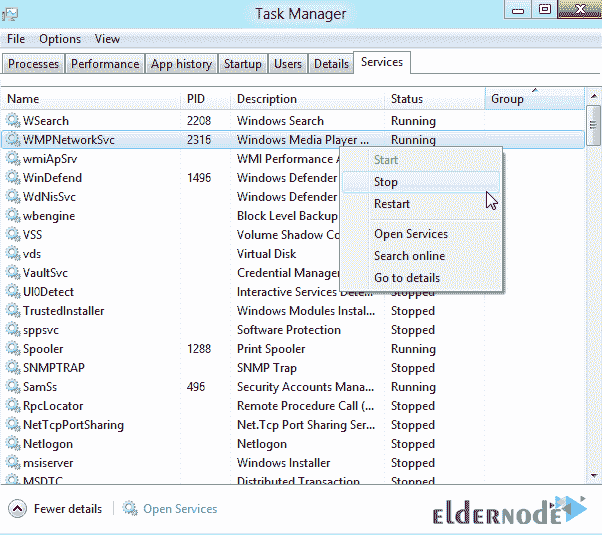 Task Manager
File Options View
Processes Performance App history Startup Users Details Services
Name PID Description Status Group
WSearch 2208 Windows Search Running
WMPNetworkSvc 2316 Windows Media Player ... Running
wmiApSrv WMI Performance A
Start
WinDefend 1496 Windows Defender
Stop
WdNisSvc Windows Defender
Restart
wbengine Block Level Backup
VSS Volume Shadow Co
Open Services
vds Virtual Disk
Search online
VaultSvc Credential Manager
Go to details
UI0Detect Interactive Services Dete... Stopped
TrustedInstaller Windows Modules Instal... Stopped
sppsvc Software Protection Stopped
Spooler 1288 Print Spooler Running
SNMPTRAP SNMP Trap Stopped
SamSs 496 Security Accounts Mana... Running
RpcLocator Remote Procedure Call (... Stopped
NetTcpPortSharing Net.Tcp Port Sharing Ser... Stopped
Netlogon Netlogon Stopped
msiserver Windows Installer Stopped
MSDTC Distributed Transaction Stopped
Fewer details Open Services
eldernode